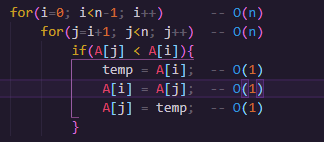 for(i=0; i<n-1; i++) -- O(n)
for(j=i+1; j<n; j++) -- O(n)
if(A[j] < A[i]){
temp = A[i]; -- O(1)
A[i] = A[j]; -- O(1)
A[j] = temp; -- O(1)
}